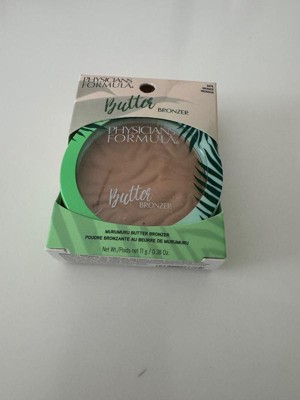 PHYSICIANS
FORMULA®
Butter
BRONZER
PHYSICIANS
FORMULA®
Butter
BRONZER
MURUMURU BUTTER BRONZER
POUDRE BRONZANTE AU BEURRE DE MURUMURU
Net Wt./Poids net 11 g / 0.38 Oz.